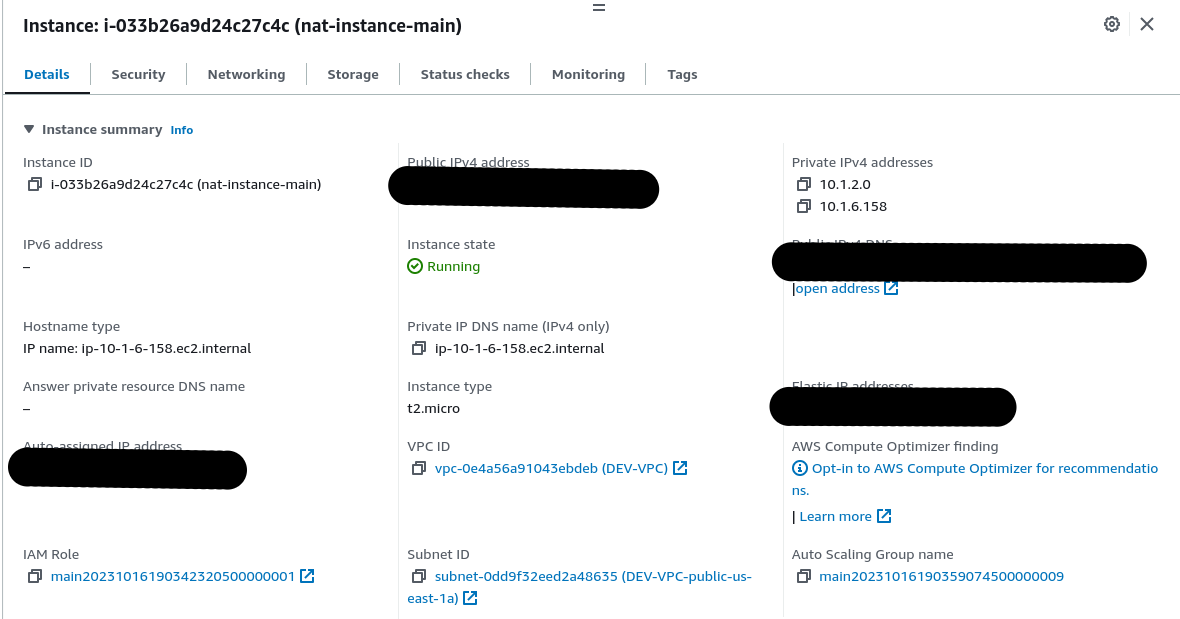 Instance: i-033b26a9d24c27c4c (nat-instance-main)
Details
Security
Networking
Storage
Status checks
Monitoring
Tags
Instance summary Info
Instance ID
i-033b26a9d24c27c4c (nat-instance-main)
Public IPv4 address
Private IPv4 addresses
10.1.2.0
10.1.6.158
IPv6 address
–
Instance state
Running
Public IPv4 DNS
|open address
Hostname type
IP name: ip-10-1-6-158.ec2.internal
Private IP DNS name (IPv4 only)
ip-10-1-6-158.ec2.internal
Answer private resource DNS name
–
Instance type
t2.micro
Elastic IP addresses
Auto-assigned IP address
VPC ID
vpc-0e4a56a91043ebdeb (DEV-VPC)
AWS Compute Optimizer finding
Opt-in to AWS Compute Optimizer for recommendatio
ns.
| Learn more
IAM Role
main20231016190342320500000001
Subnet ID
subnet-0dd9f32eed2a48635 (DEV-VPC-public-us-
east-1a)
Auto Scaling Group name
main20231016190359074500000009